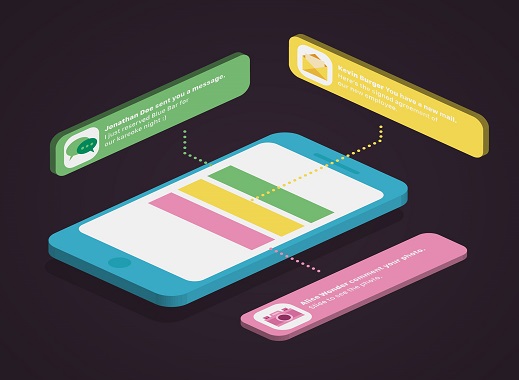 Jonathan Dee sent you a message.
I just reserved Blue Bar for
our karaoke night :)
Kevin Burger You have a new mail.
Here's the signed agreement of
our new employee.
Alice Wonder comment your photo.
Slide to see the photo.